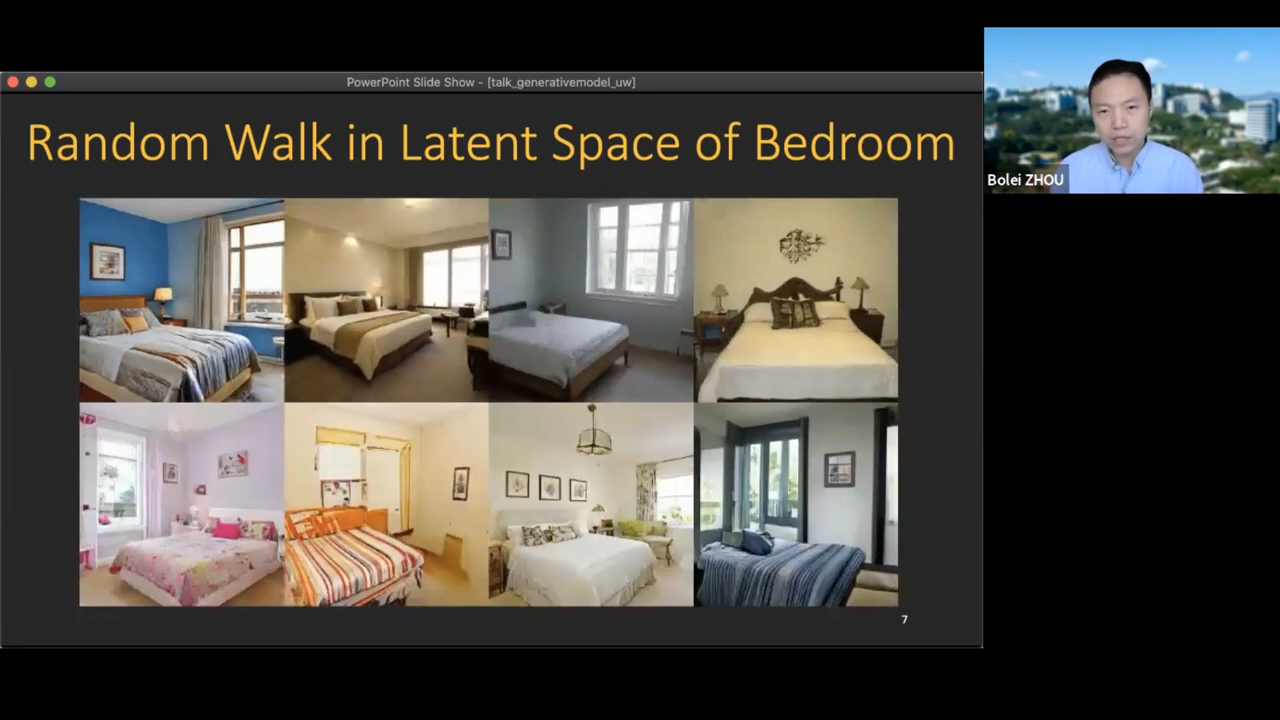 PowerPoint Slide Show - [talk_generativemodel_uw]
Random Walk in Latent Space of Bedroom
Bolei ZHOU
7